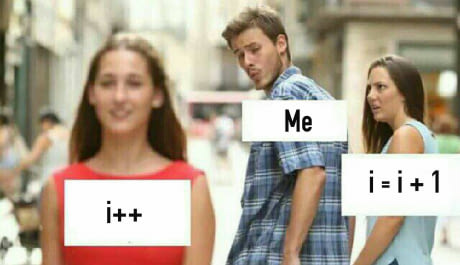 i++
Me
i = i + 1